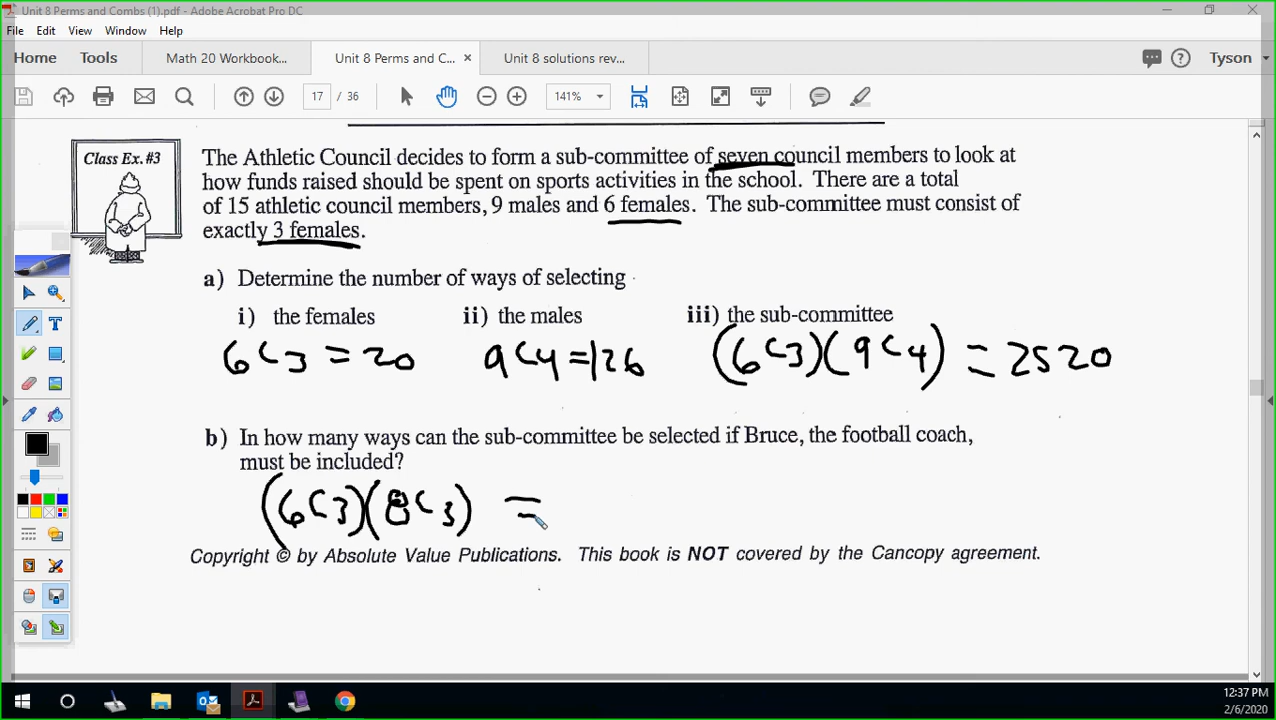 Unit 8 Perms and Combs (1).pdf - Adobe Acrobat Pro DC
File Edit View Window Help
Home Tools Math 20 Workbook... Unit 8 Perms and C... × Unit 8 solutions rev... ? Tyson
17 / 36 141%
Class Ex. #3
The Athletic Council decides to form a sub-committee of seven council members to look at
how funds raised should be spent on sports activities in the school. There are a total
of 15 athletic council members, 9 males and 6 females. The sub-committee must consist of
exactly 3 females.
a) Determine the number of ways of selecting
i) the females ii) the males iii) the sub-committee
6C3 = 20 9C4 = 126 (6C3)(9C4) = 2520
b) In how many ways can the sub-committee be selected if Bruce, the football coach,
must be included?
(6C3)(8C3) =
Copyright © by Absolute Value Publications. This book is NOT covered by the Cancopy agreement.
12:37 PM
2/6/2020